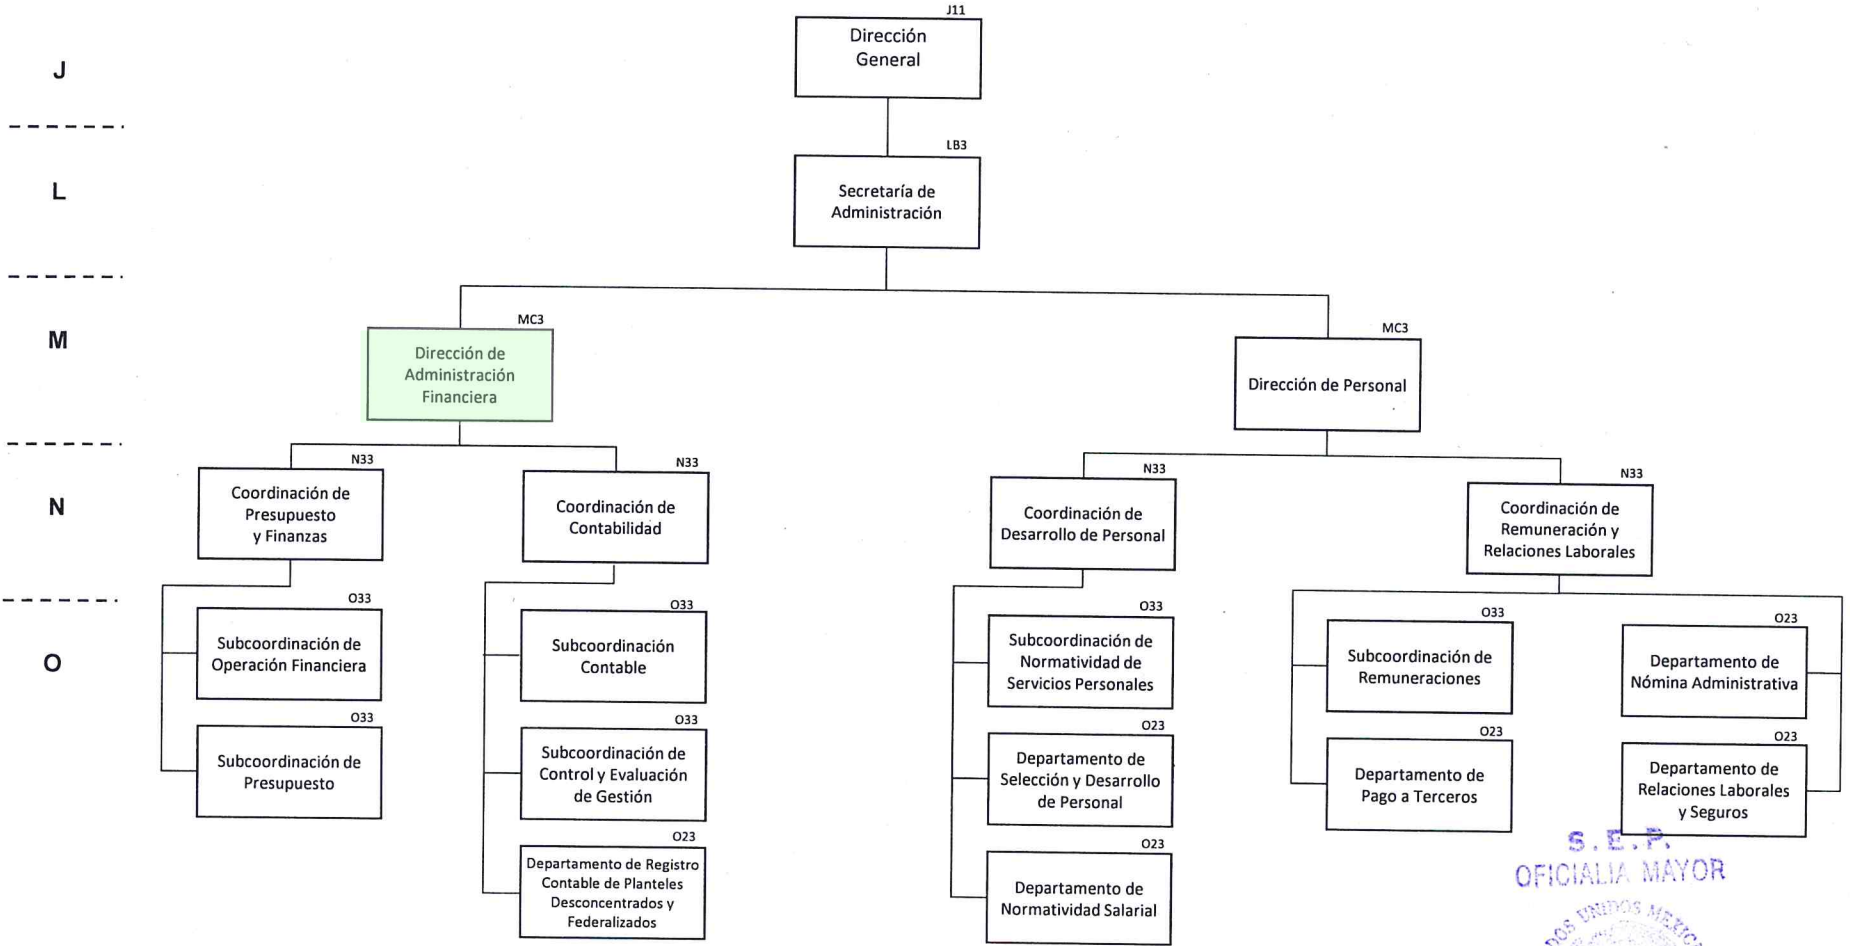 J11
Dirección
General
J
LB3
Secretaría de
Administración
L
M
MC3
Dirección de
Administración
Financiera
MC3
Dirección de Personal
N
N33
Coordinación de
Presupuesto
y Finanzas
N33
Coordinación de
Contabilidad
N33
Coordinación de
Desarrollo de Personal
N33
Coordinación de
Remuneración y
Relaciones Laborales
O
O33
Subcoordinación de
Operación Financiera
O33
Subcoordinación de
Presupuesto
O33
Subcoordinación
Contable
O33
Subcoordinación de
Control y Evaluación
de Gestión
O23
Departamento de Registro
Contable de Planteles
Desconcentrados y
Federalizados
O33
Subcoordinación de
Normatividad de
Servicios Personales
O23
Departamento de
Selección y Desarrollo
de Personal
O23
Departamento de
Normatividad Salarial
O33
Subcoordinación de
Remuneraciones
O23
Departamento de
Pago a Terceros
O23
Departamento de
Nómina Administrativa
O23
Departamento de
Relaciones Laborales
y Seguros
S.E.P.
OFICIALIA MAYOR
UNIDOS